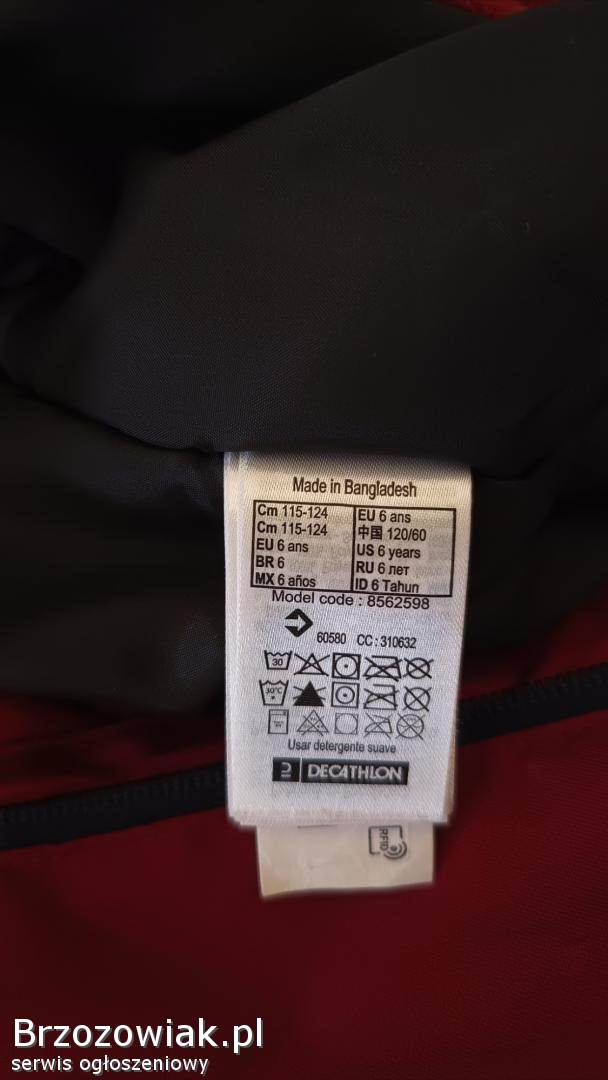 Made in Bangladesh
Cm 115-124
Cm 115-124
EU 6 ans
BR 6
MX 6 años
EU 6 ans
中国 120/60
US 6 years
RU 6 лет
ID 6 Tahun
Model code : 8562598
60580 CC : 310632
30
30°C
Usar detergente suave
DECATHLON
RFID
Brzozowiak.pl
serwis ogłoszeniowy